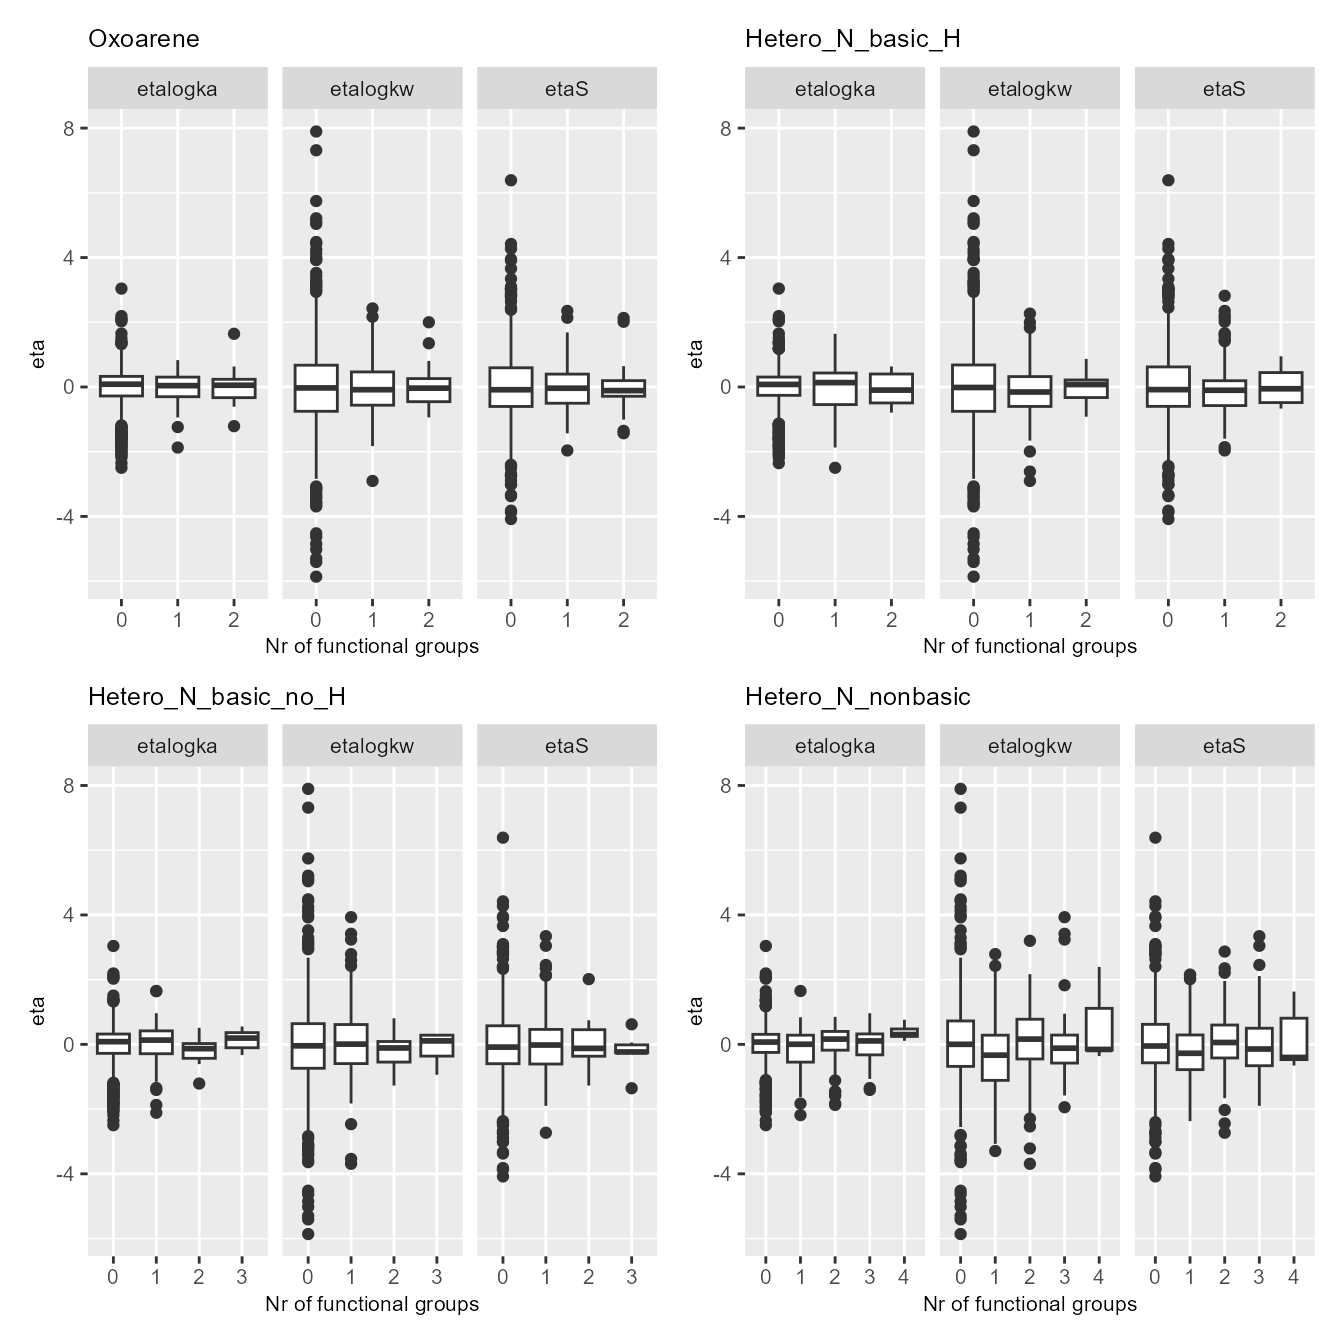 Oxoarene
etalogka etalogkw etaS
8
4
0
-4
eta
0 1 2 0 1 2 0 1 2
Nr of functional groups
Hetero_N_basic_H
etalogka etalogkw etaS
8
4
0
-4
eta
0 1 2 0 1 2 0 1 2
Nr of functional groups
Hetero_N_basic_no_H
etalogka etalogkw etaS
8
4
0
-4
eta
0 1 2 3 0 1 2 3 0 1 2 3
Nr of functional groups
Hetero_N_nonbasic
etalogka etalogkw etaS
8
4
0
-4
eta
0 1 2 3 4 0 1 2 3 4 0 1 2 3 4
Nr of functional groups